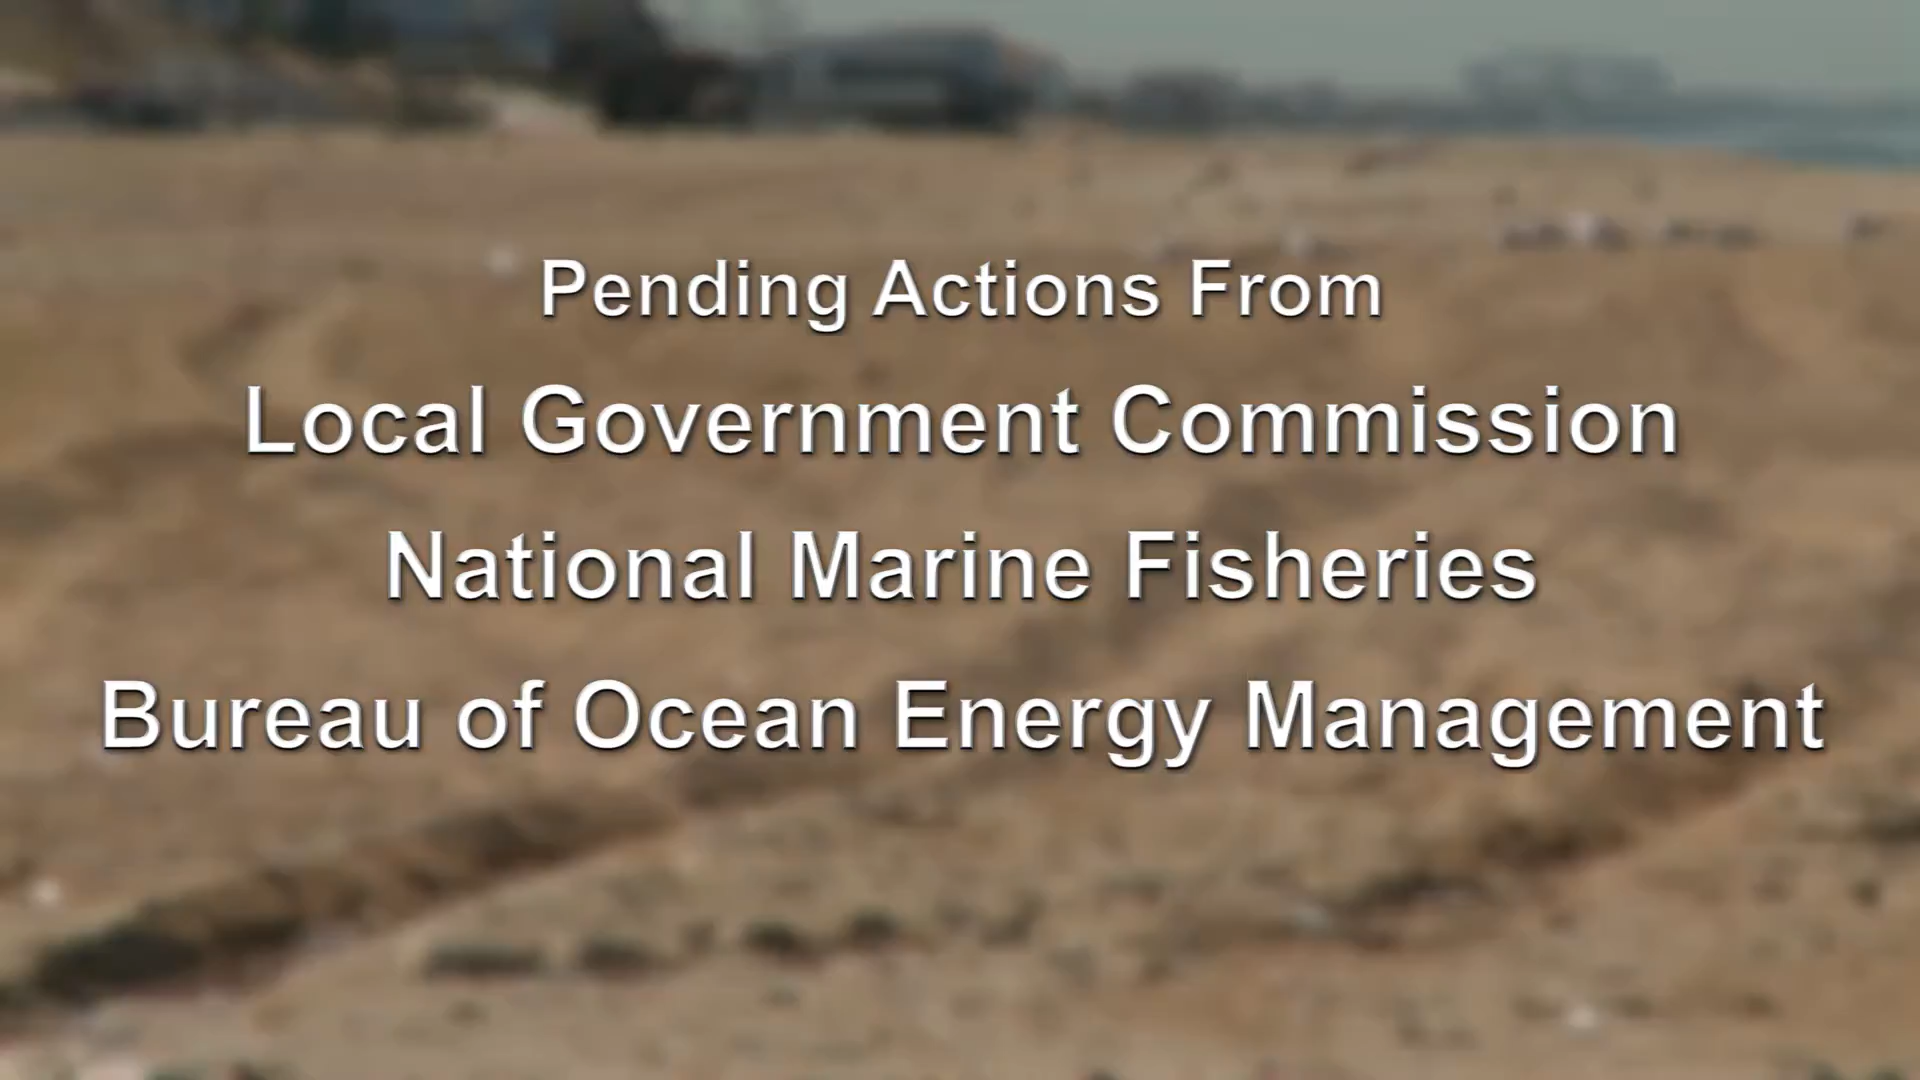 Pending Actions From
Local Government Commission
National Marine Fisheries
Bureau of Ocean Energy Management